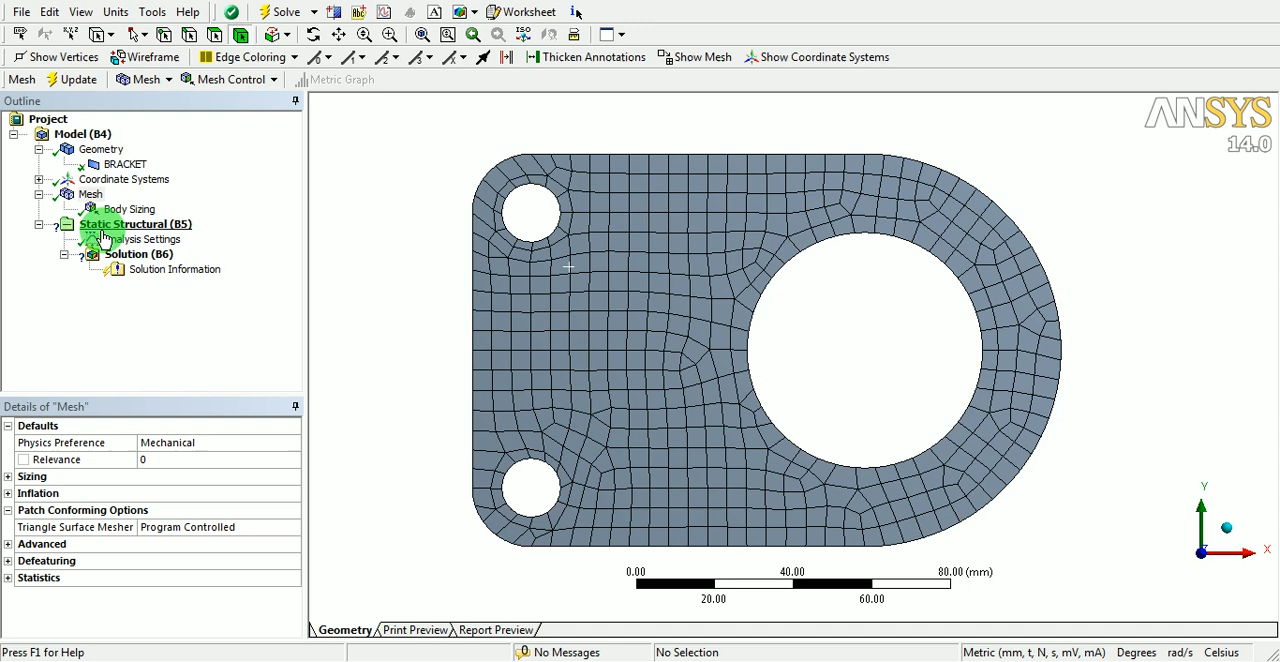 File Edit View Units Tools Help Solve Worksheet
Show Vertices Wireframe Edge Coloring Thicken Annotations Show Mesh Show Coordinate Systems
Mesh Update Mesh Mesh Control Metric Graph
Outline
Project
Model (B4)
Geometry
BRACKET
Coordinate Systems
Mesh
Body Sizing
Static Structural (B5)
nalysis Settings
Solution (B6)
Solution Information
Details of "Mesh"
Defaults
Physics Preference Mechanical
Relevance 0
Sizing
Inflation
Patch Conforming Options
Triangle Surface Mesher Program Controlled
Advanced
Defeaturing
Statistics
ANSYS
14.0
Y
X
0.00 40.00 80.00 (mm)
20.00 60.00
Geometry Print Preview Report Preview
Press F1 for Help 0 No Messages No Selection Metric (mm, t, N, s, mV, mA) Degrees rad/s Celsius